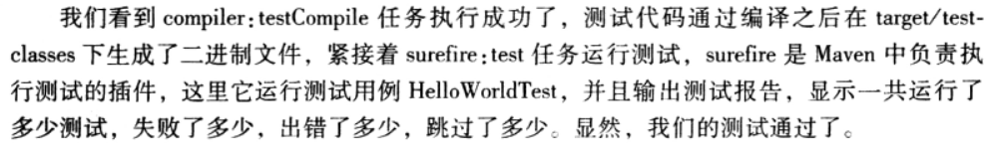 我们看到 compiler:testCompile 任务执行成功了，测试代码通过编译之后在 target/test-
classes 下生成了二进制文件，紧接着 surefire:test 任务运行测试，surefire 是 Maven 中负责执
行测试的插件，这里它运行测试用例 HelloWorldTest，并且输出测试报告，显示一共运行了
多少测试，失败了多少，出错了多少，跳过了多少。显然，我们的测试通过了。